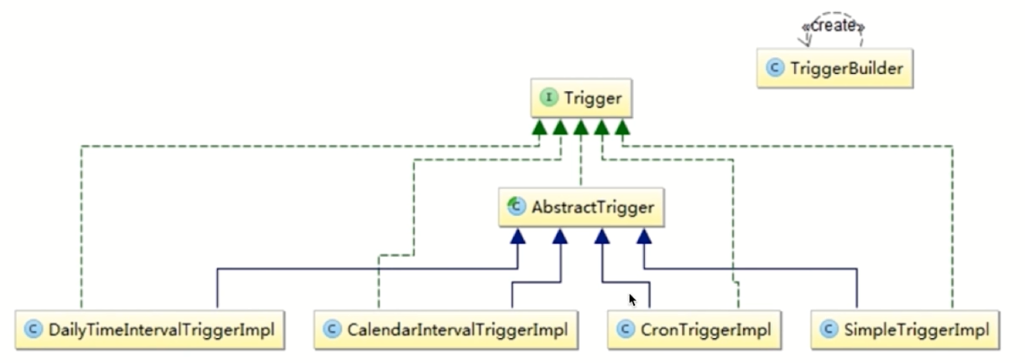 «create»
C TriggerBuilder
I Trigger
C AbstractTrigger
C DailyTimeIntervalTriggerImpl
C CalendarIntervalTriggerImpl
C CronTriggerImpl
C SimpleTriggerImpl